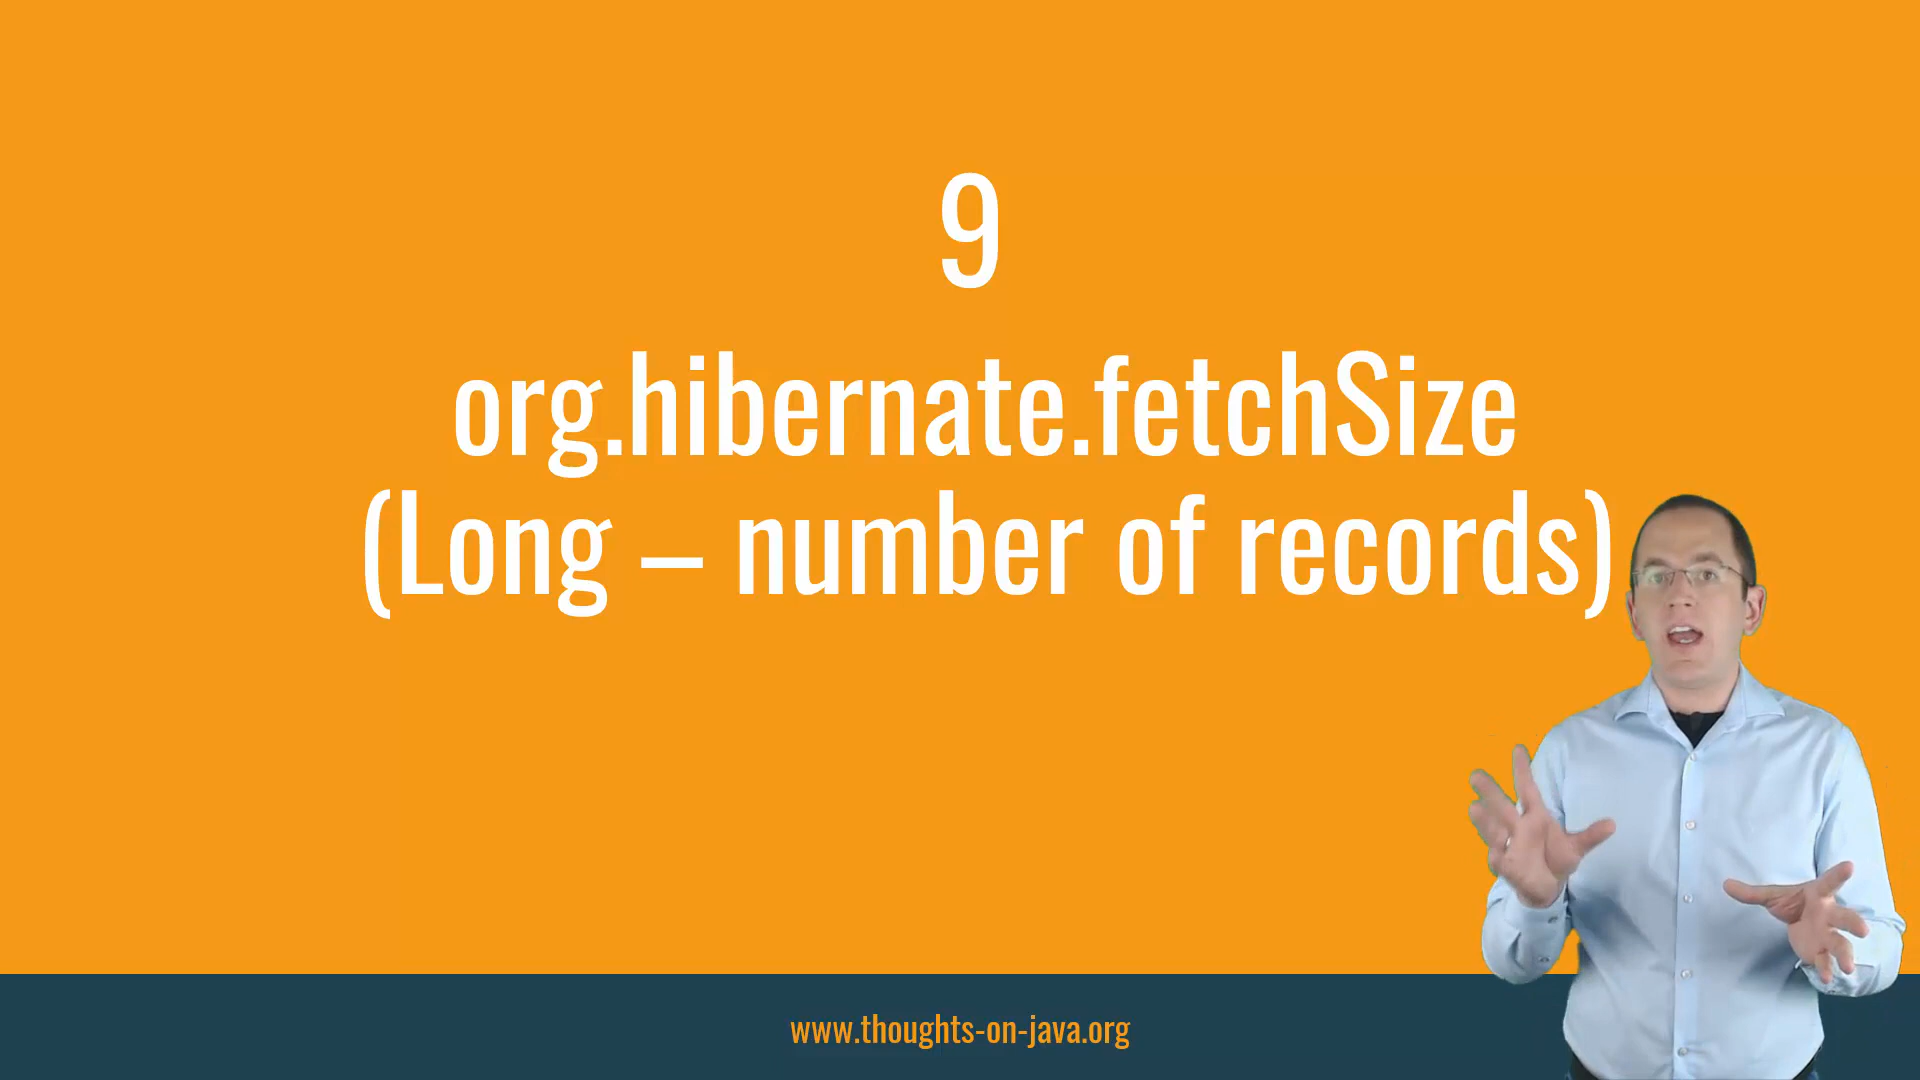 9
org.hibernate.fetchSize
(Long – number of records)
www.thoughts-on-java.org